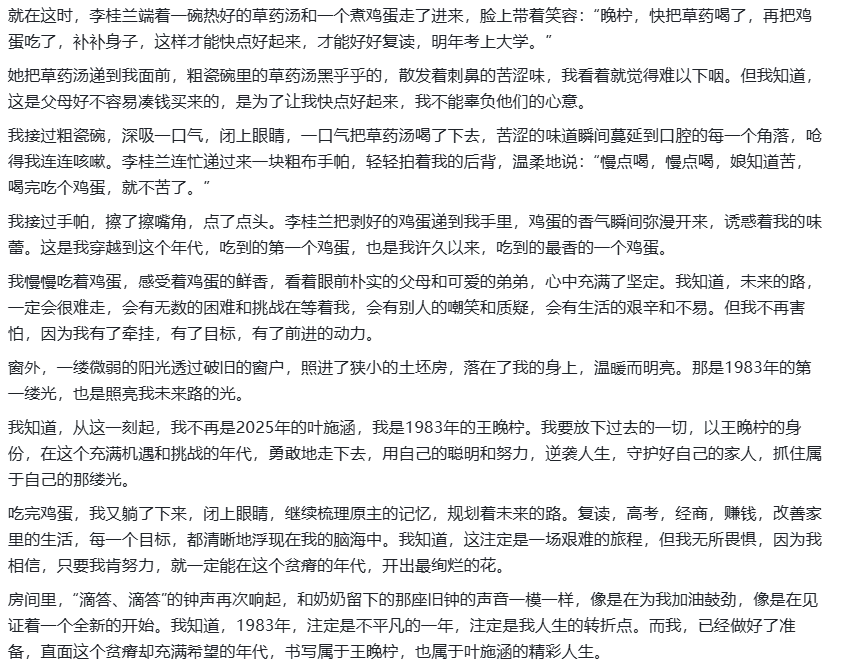 就在这时，李桂兰端着一碗热好的草药汤和一个煮鸡蛋走了进来，脸上带着笑容：“晚柠，快把草药喝了，再把鸡
蛋吃了，补补身子，这样才能快点好起来，才能好好复读，明年考上大学。”
她把草药汤递到我面前，粗瓷碗里的草药汤黑乎乎的，散发着刺鼻的苦涩味，我看着就觉得难以下咽。但我知道，
这是父母好不容易凑钱买来的，是为了让我快点好起来，我不能辜负他们的心意。
我接过粗瓷碗，深吸一口气，闭上眼睛，一口气把草药汤喝了下去，苦涩的味道瞬间蔓延到口腔的每一个角落，呛
得我连连咳嗽。李桂兰连忙递过来一块粗布手帕，轻轻拍着我的后背，温柔地说：“慢点喝，慢点喝，娘知道苦，
喝完吃个鸡蛋，就不苦了。”
我接过手帕，擦了擦嘴角，点了点头。李桂兰把剥好的鸡蛋递到我手里，鸡蛋的香气瞬间弥漫开来，诱惑着我的味
蕾。这是我穿越到这个年代，吃到的第一个鸡蛋，也是我许久以来，吃到的最香的一个鸡蛋。
我慢慢吃着鸡蛋，感受着鸡蛋的鲜香，看着眼前朴实的父母和可爱的弟弟，心中充满了坚定。我知道，未来的路，
一定会很难走，会有无数的困难和挑战在等着我，会有别人的嘲笑和质疑，会有生活的艰辛和不易。但我不再害
怕，因为我有了牵挂，有了目标，有了前进的动力。
窗外，一缕微弱的阳光透过破旧的窗户，照进了狭小的土坯房，落在了我的身上，温暖而明亮。那是1983年的第
一缕光，也是照亮我未来路的光。
我知道，从这一刻起，我不再是2025年的叶施涵，我是1983年的王晚柠。我要放下过去的一切，以王晚柠的身
份，在这个充满机遇和挑战的年代，勇敢地走下去，用自己的聪明和努力，逆袭人生，守护好自己的家人，抓住属
于自己的那缕光。
吃完鸡蛋，我又躺了下来，闭上眼睛，继续梳理原主的记忆，规划着未来的路。复读，高考，经商，赚钱，改善家
里的生活，每一个目标，都清晰地浮现在我的脑海中。我知道，这注定是一场艰难的旅程，但我无所畏惧，因为我
相信，只要我肯努力，就一定能在这个贫瘠的年代，开出最绚烂的花。
房间里，“滴答、滴答”的钟声再次响起，和奶奶留下的那座旧钟的声音一模一样，像是在为我加油鼓劲，像是在见
证着一个全新的开始。我知道，1983年，注定是不平凡的一年，注定是我人生的转折点。而我，已经做好了准
备，直面这个贫瘠却充满希望的年代，书写属于王晚柠，也属于叶施涵的精彩人生。